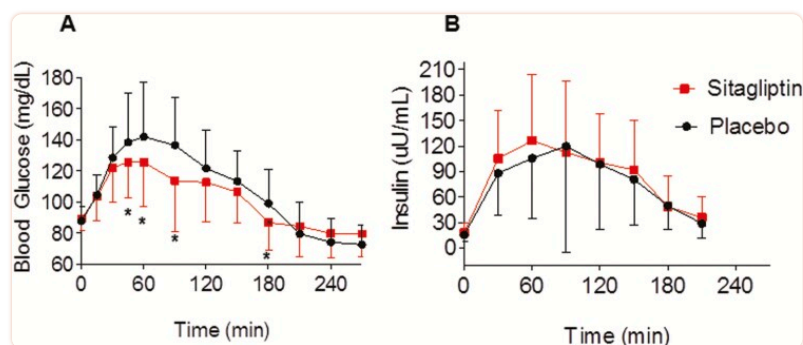 A
B
Blood Glucose (mg/dL)
180
160
140
120
100
80
60
0
60
120
180
240
Time (min)
* * * *
Insulin (uU/mL)
210
180
150
120
90
60
30
0
0
60
120
180
240
Time (min)
Sitagliptin
Placebo